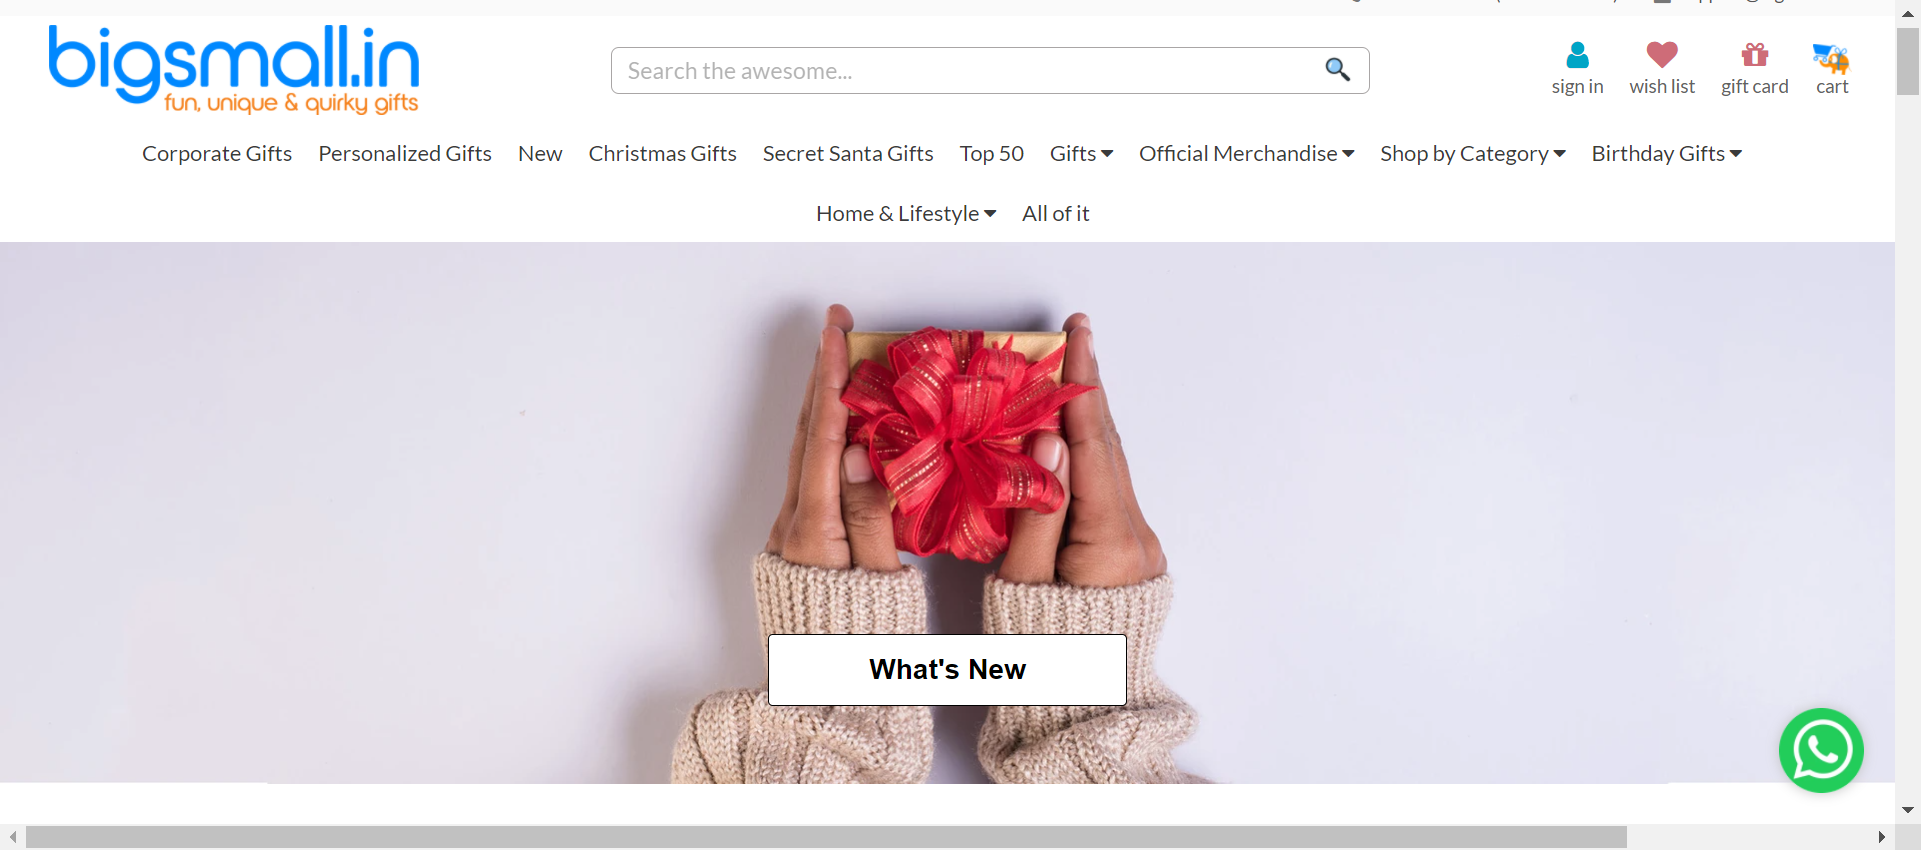 bigsmall.in
fun, unique & quirky gifts
Search the awesome...
sign in
wish list
gift card
cart
Corporate Gifts Personalized Gifts New Christmas Gifts Secret Santa Gifts Top 50 Gifts Official Merchandise Shop by Category Birthday Gifts
Home & Lifestyle All of it
What's New